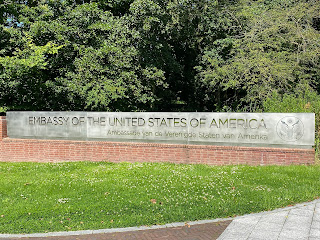 EMBASSY OF THE UNITED STATES OF AMERICA
Ambassade van de Verenigde Staten van Amerika